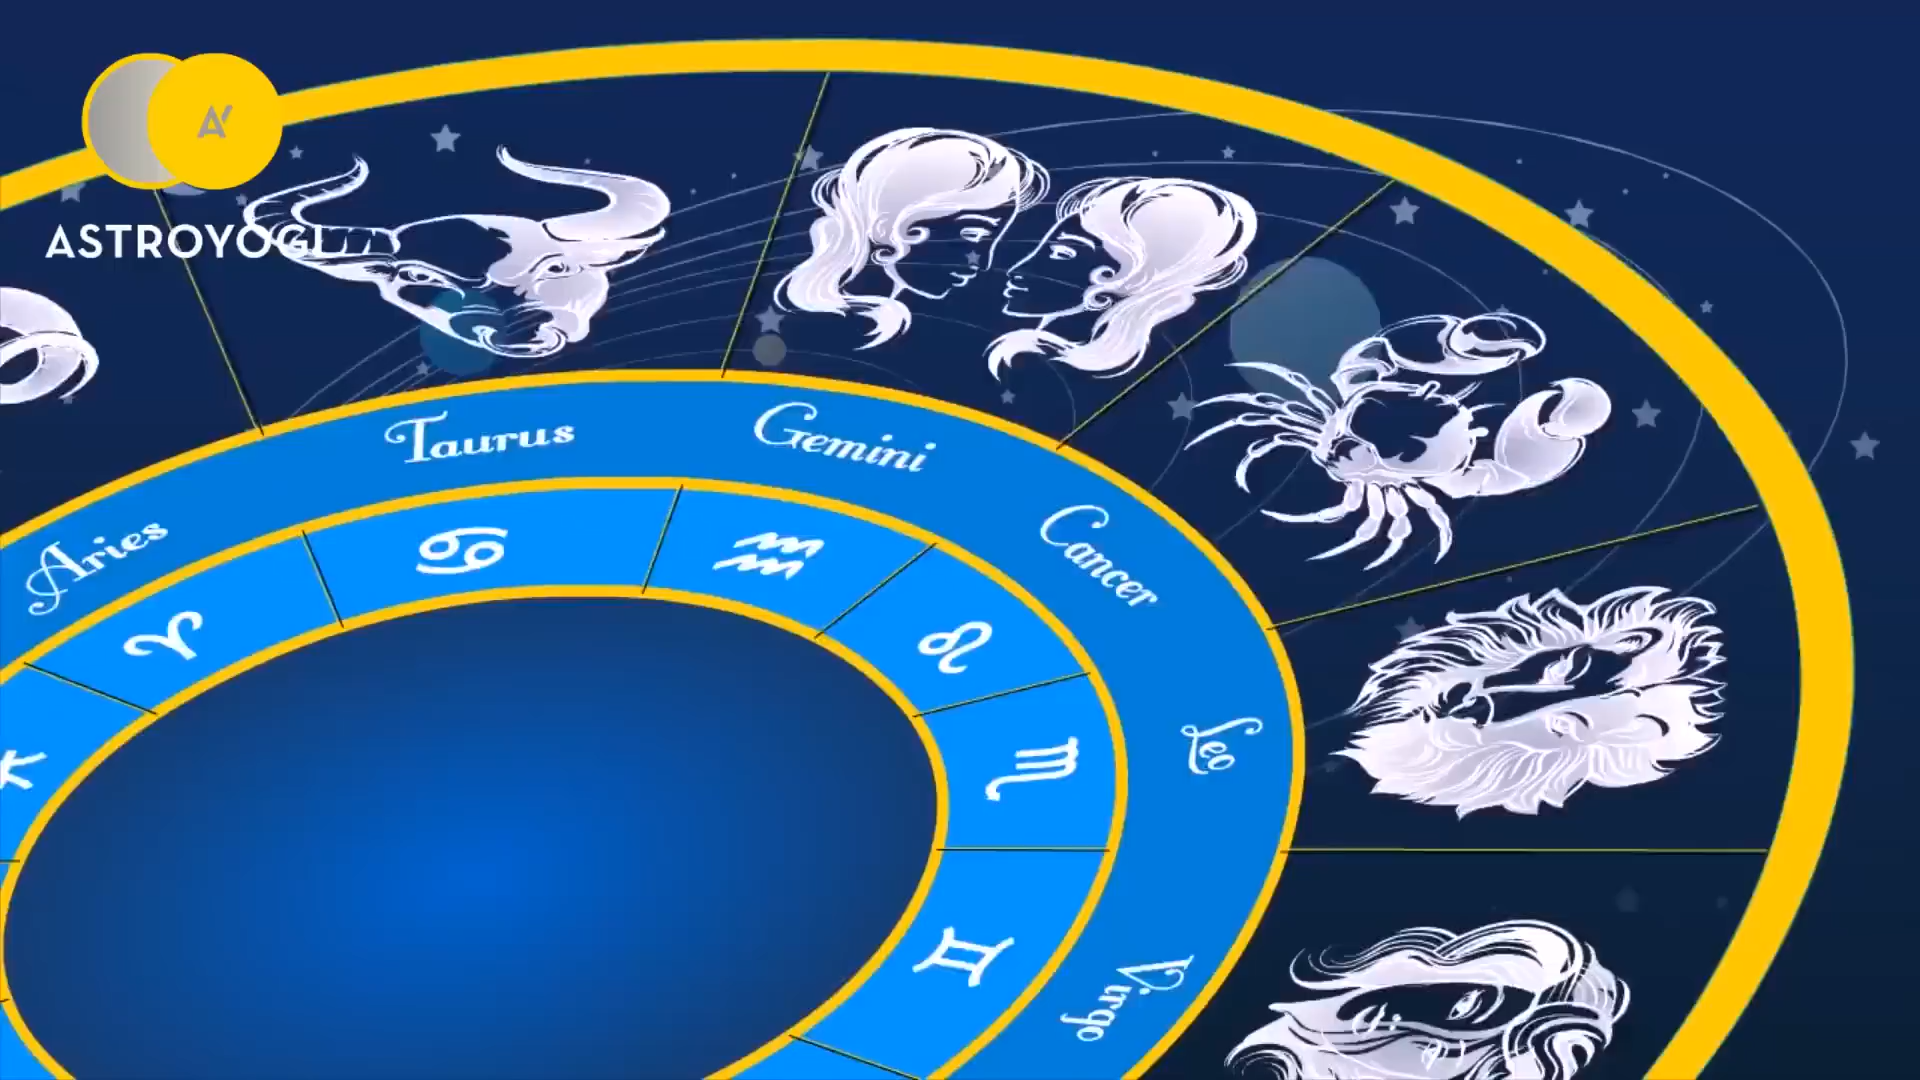 A
ASTROYOGI
Aries
Taurus
Gemini
Cancer
Leo
Virgo
♈
♋
♒
♌
♏
♊